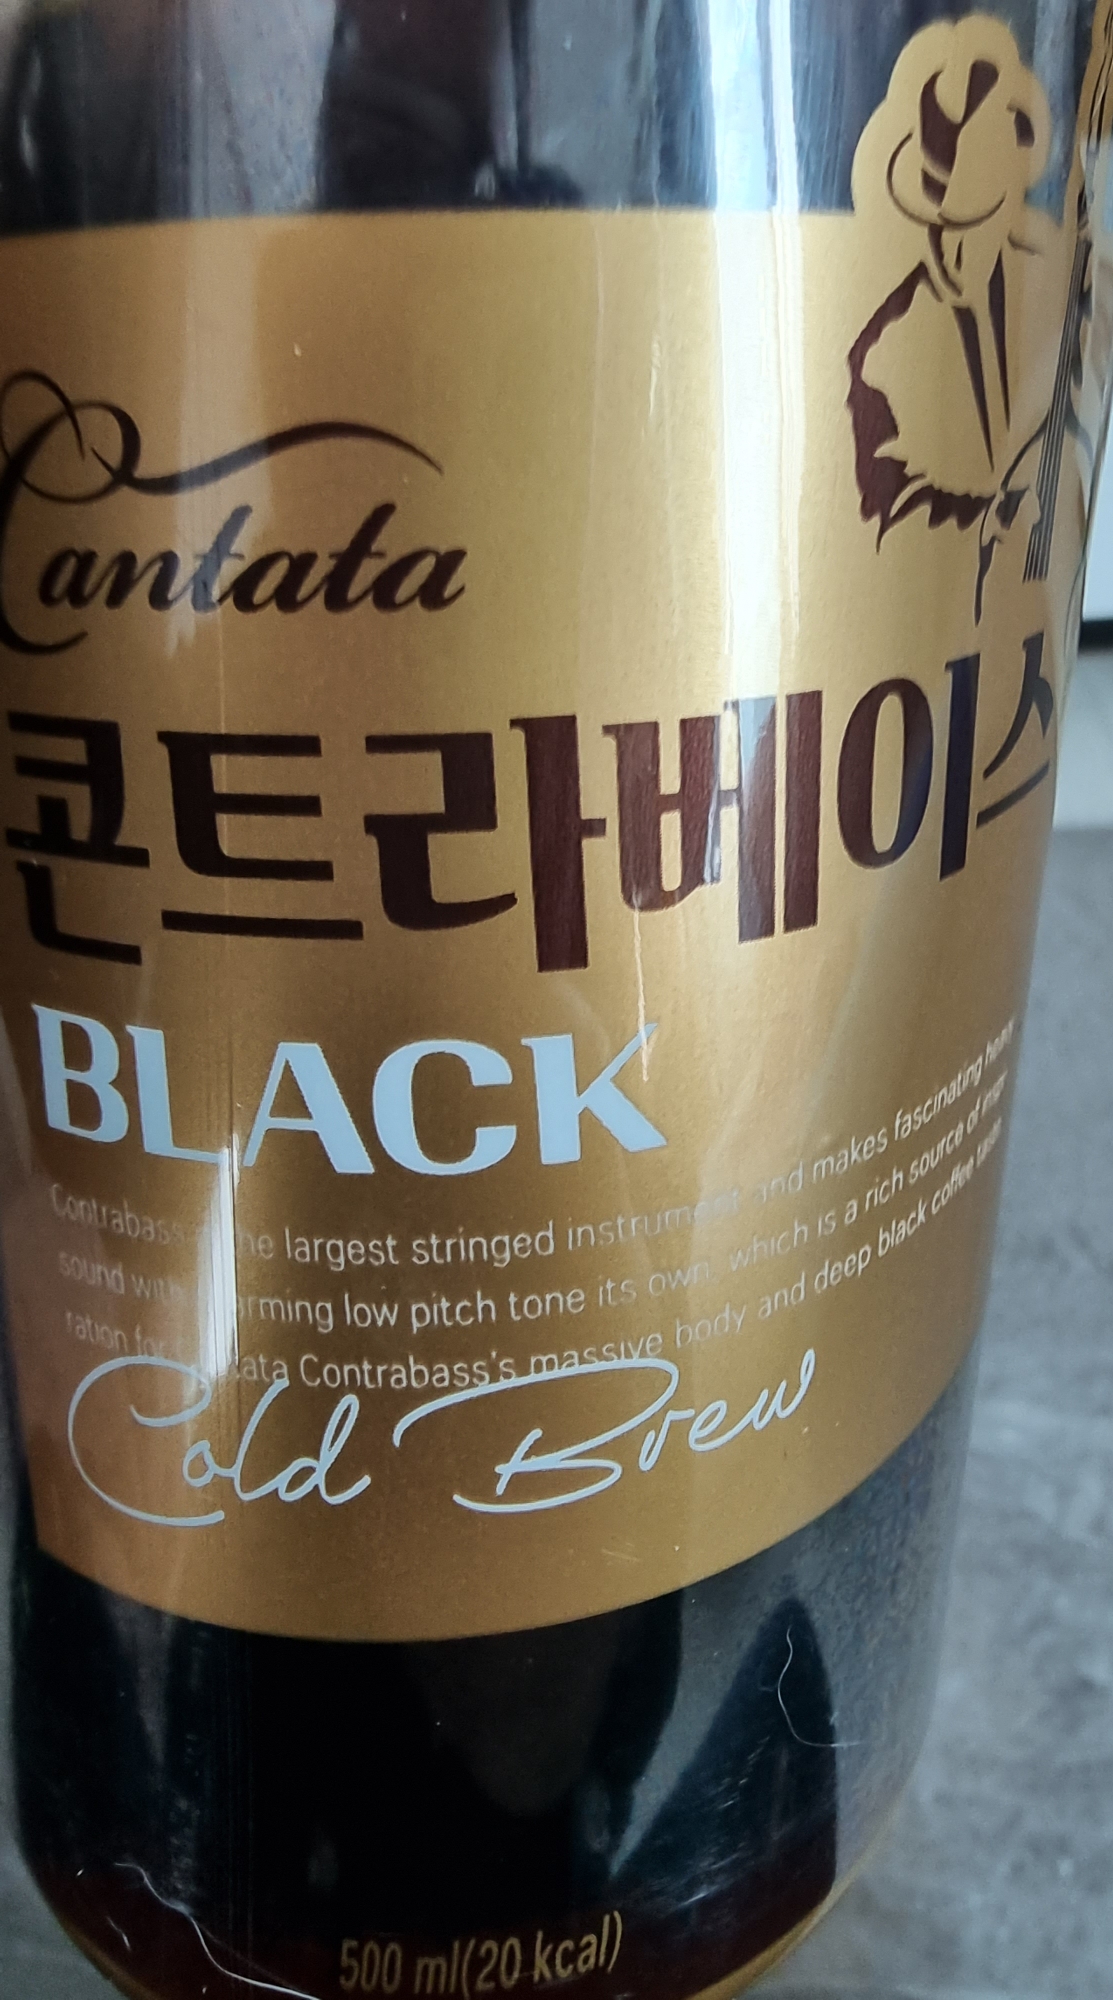 Cantata
콘트라베이스
BLACK
Contrabass the largest stringed instrument and makes fascinating heavy
sound with low pitch tone its own, which is a rich source of inspi
ration for Contrabass's massive body and deep black coffee taste
Cold Brew
500 ml(20 kcal)